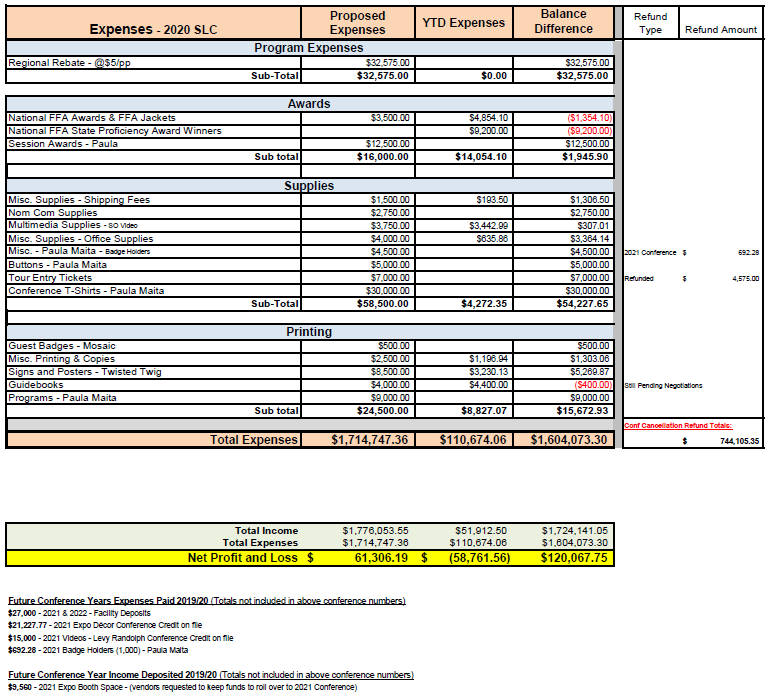 Expenses - 2020 SLC Proposed Expenses YTD Expenses Balance Difference Refund Type Refund Amount
Program Expenses
Regional Rebate - @$5/pp $32,575.00 $32,575.00
Sub-Total $32,575.00 $0.00 $32,575.00
Awards
National FFA Awards & FFA Jackets $3,500.00 $4,854.10 ($1,354.10)
National FFA State Proficiency Award Winners $9,200.00 ($9,200.00)
Session Awards - Paula $12,500.00 $12,500.00
Sub total $16,000.00 $14,054.10 $1,945.90
Supplies
Misc. Supplies - Shipping Fees $1,500.00 $193.50 $1,306.50
Nom Com Supplies $2,750.00 $2,750.00
Multimedia Supplies - SO Video $3,750.00 $3,442.99 $307.01
Misc. Supplies - Office Supplies $4,000.00 $635.86 $3,364.14
Misc. - Paula Maita - Badge Holders $4,500.00 $4,500.00 2021 Conference $ 692.28
Buttons - Paula Maita $5,000.00 $5,000.00
Tour Entry Tickets $7,000.00 $7,000.00 Refunded $ 4,575.00
Conference T-Shirts - Paula Maita $30,000.00 $30,000.00
Sub-Total $58,500.00 $4,272.35 $54,227.65
Printing
Guest Badges - Mosaic $500.00 $500.00
Misc. Printing & Copies $2,500.00 $1,196.94 $1,303.06
Signs and Posters - Twisted Twig $8,500.00 $3,230.13 $5,269.87
Guidebooks $4,000.00 $4,400.00 ($400.00) Still Pending Negotiations
Programs - Paula Maita $9,000.00 $9,000.00
Sub total $24,500.00 $8,827.07 $15,672.93
Conf Cancellation Refund Totals:
Total Expenses $1,714,747.36 $110,674.06 $1,604,073.30 $ 744,105.35
Total Income $1,776,053.55 $51,912.50 $1,724,141.05
Total Expenses $1,714,747.36 $110,674.06 $1,604,073.30
Net Profit and Loss $ 61,306.19 $ (58,761.56) $120,067.75
Future Conference Years Expenses Paid 2019/20 (Totals not included in above conference numbers)
$27,000 - 2021 & 2022 - Facility Deposits
$21,227.77 - 2021 Expo Décor Conference Credit on file
$15,000 - 2021 Videos - Levy Randolph Conference Credit on file
$692.28 - 2021 Badge Holders (1,000) - Paula Maita
Future Conference Year Income Deposited 2019/20 (Totals not included in above conference numbers)
$9,560 - 2021 Expo Booth Space - (vendors requested to keep funds to roll over to 2021 Conference)